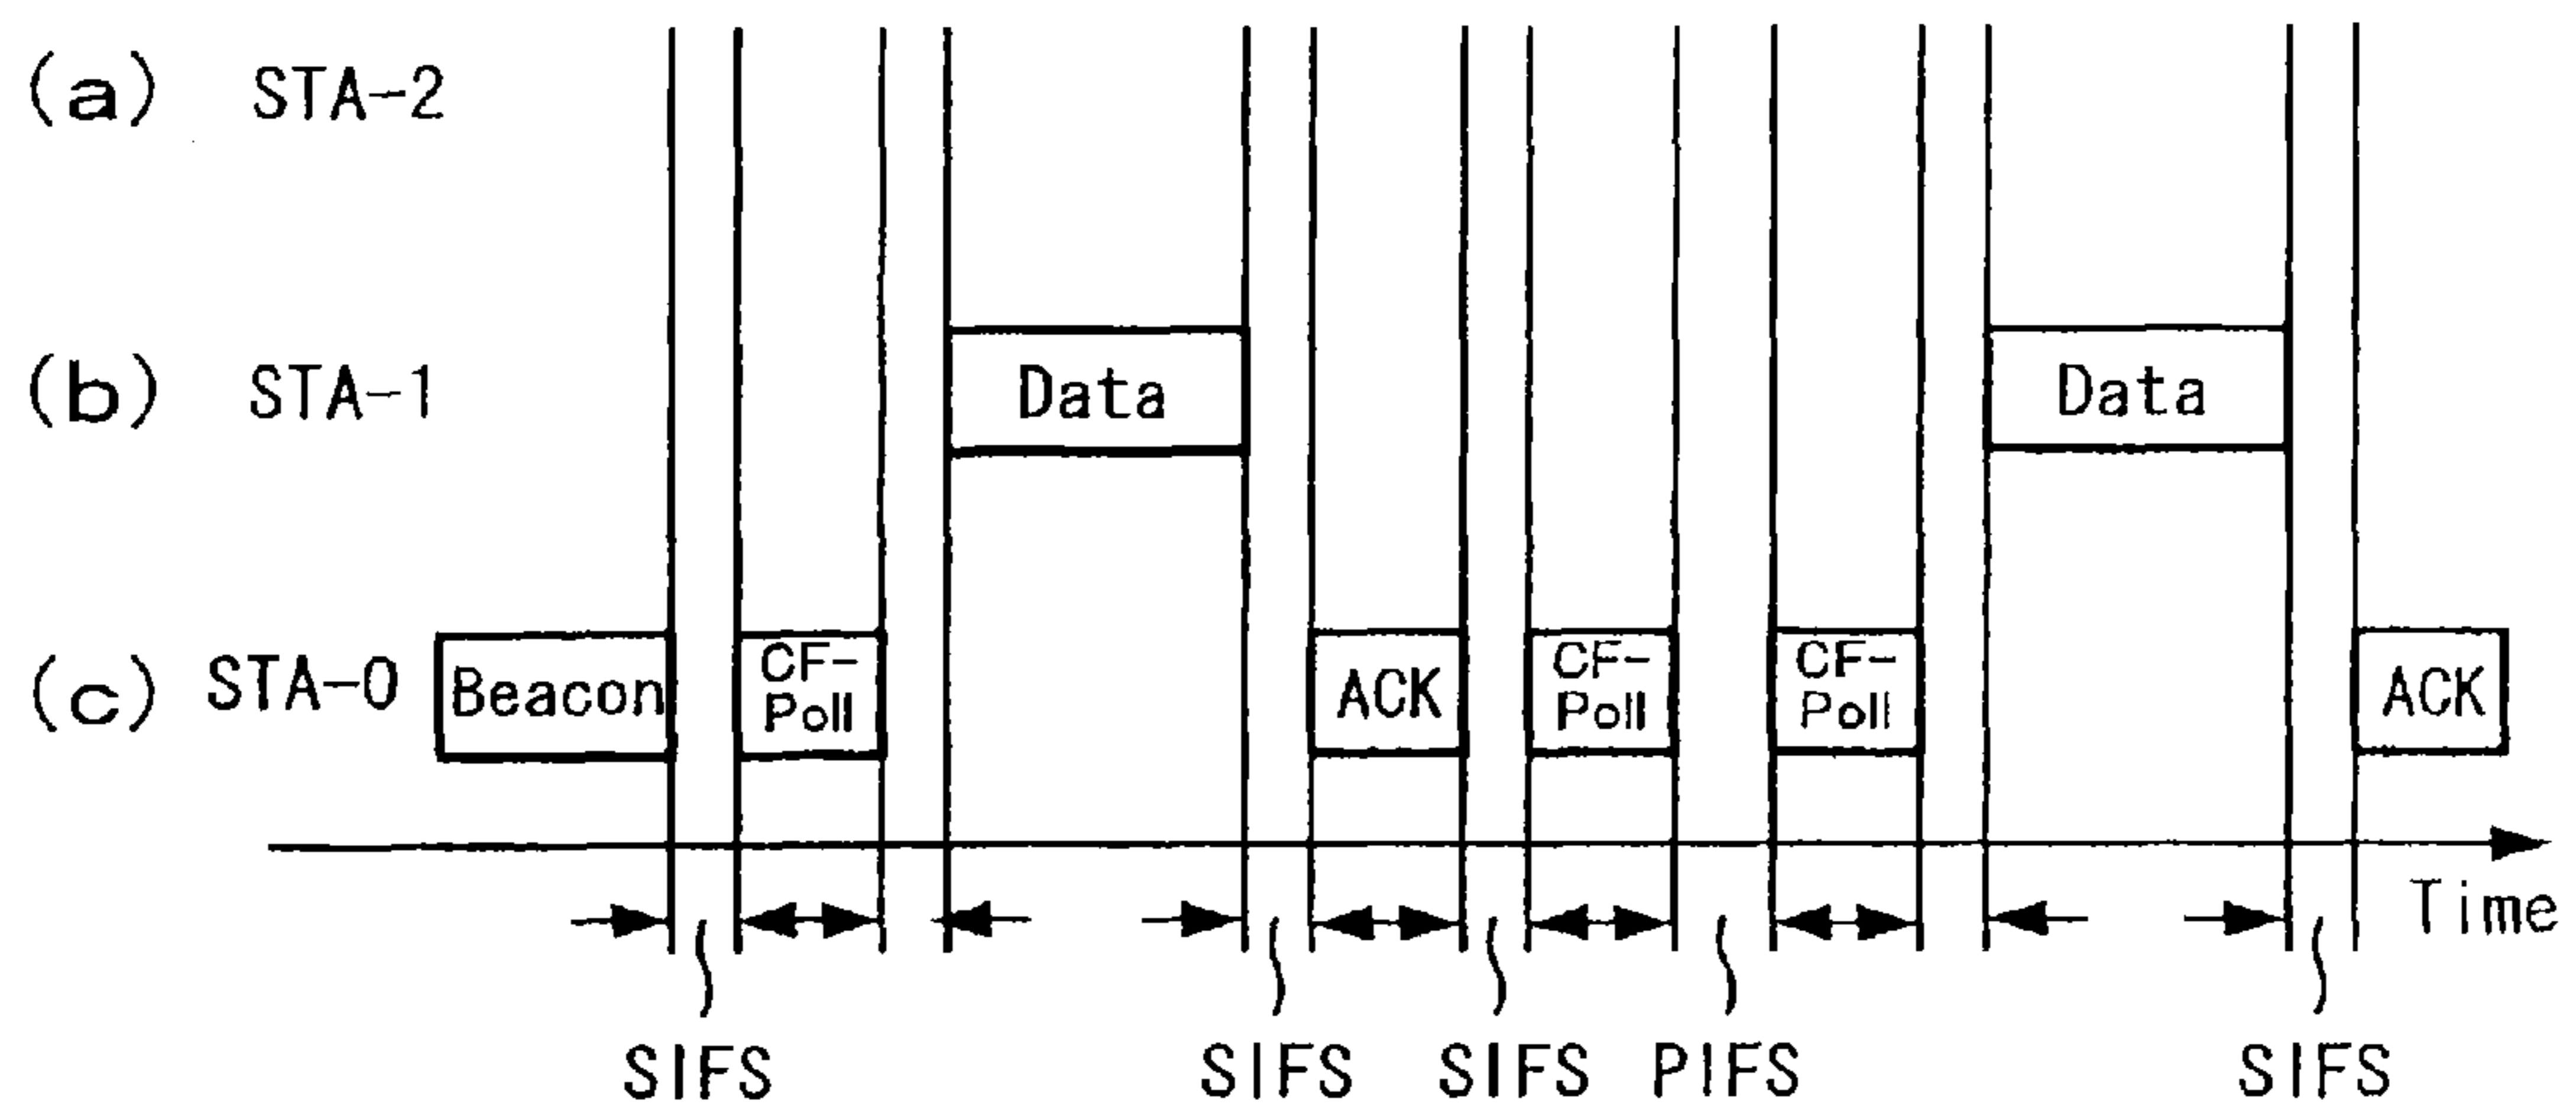 (a) STA-2
(b) STA-1 Data Data
(c) STA-0 Beacon CF-Poll ACK CF-Poll CF-Poll ACK
Time
SIFS SIFS SIFS PIFS SIFS